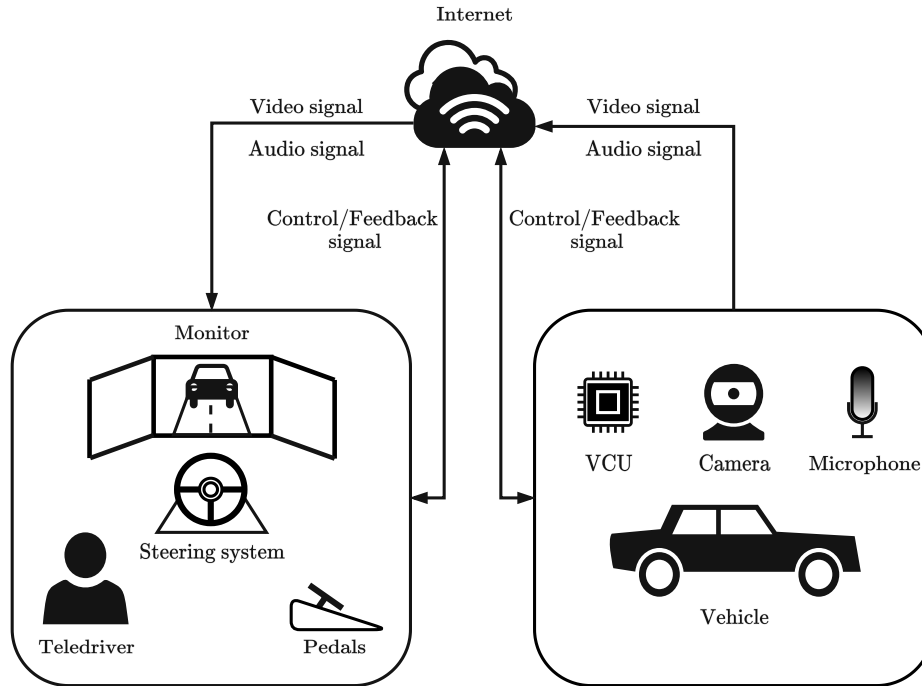 Internet
Video signal
Audio signal
Video signal
Audio signal
Control/Feedback
signal
Control/Feedback
signal
Monitor
Steering system
Teledriver
Pedals
VCU
Camera
Microphone
Vehicle